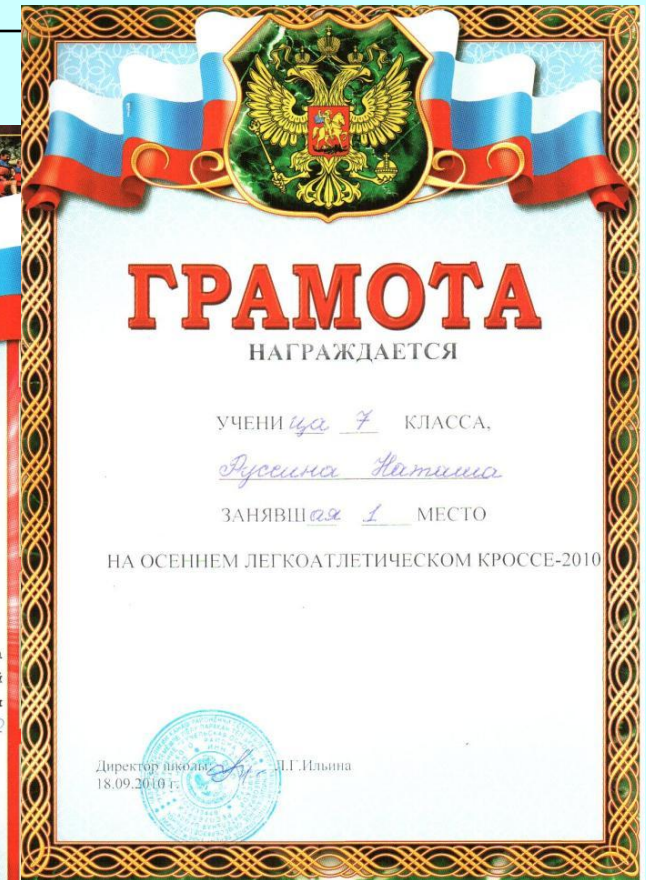 ГРАМОТА
НАГРАЖДАЕТСЯ
УЧЕНИца 7 КЛАССА,
Руссина Наташа
ЗАНЯВШая 1 МЕСТО
НА ОСЕННЕМ ЛЕГКОАТЛЕТИЧЕСКОМ КРОССЕ-2010
Директор школы: Л.Г.Ильина
18.09.2010 г.